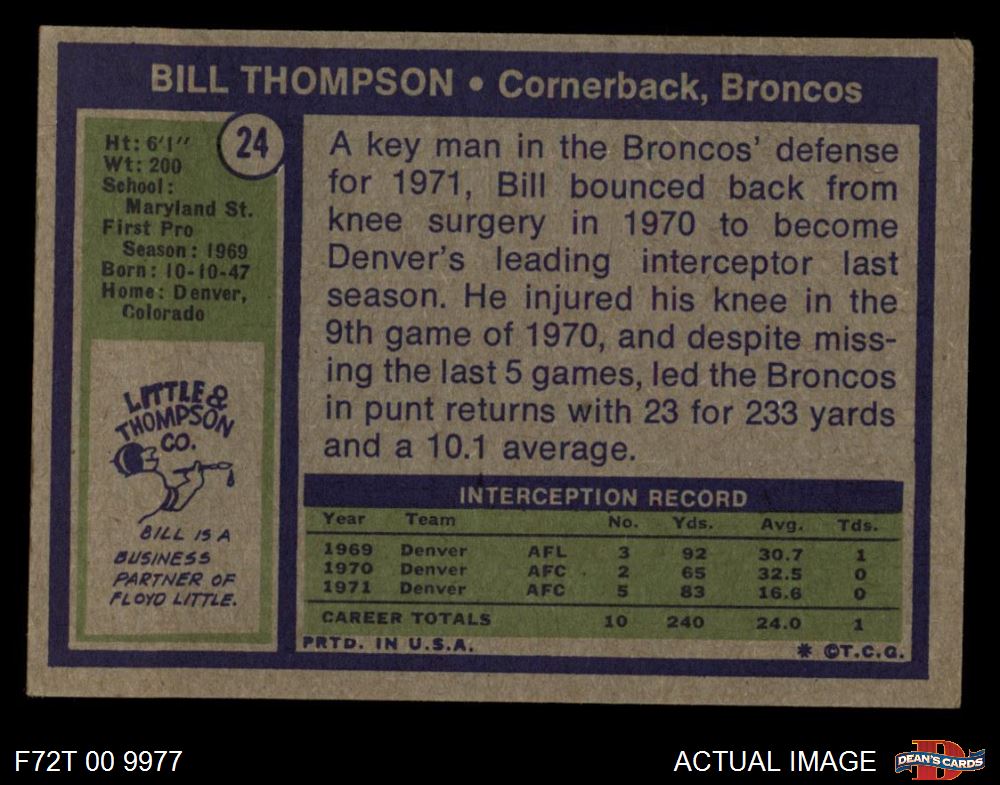 BILL THOMPSON • Cornerback, Broncos
24
Ht: 6'1"
Wt: 200
School:
Maryland St.
First Pro
Season: 1969
Born: 10-10-47
Home: Denver,
Colorado
LITTLE &
THOMPSON
CO.
BILL IS A
BUSINESS
PARTNER OF
FLOYD LITTLE.
A key man in the Broncos' defense
for 1971, Bill bounced back from
knee surgery in 1970 to become
Denver's leading interceptor last
season. He injured his knee in the
9th game of 1970, and despite miss-
ing the last 5 games, led the Broncos
in punt returns with 23 for 233 yards
and a 10.1 average.
INTERCEPTION RECORD
Year Team No. Yds. Avg. Tds.
1969 Denver AFL 3 92 30.7 1
1970 Denver AFC 2 65 32.5 0
1971 Denver AFC 5 83 16.6 0
CAREER TOTALS 10 240 24.0 1
PRTD. IN U.S.A. * ©T.C.G.
F72T 00 9977
ACTUAL IMAGE
D
DEAN'S CARDS